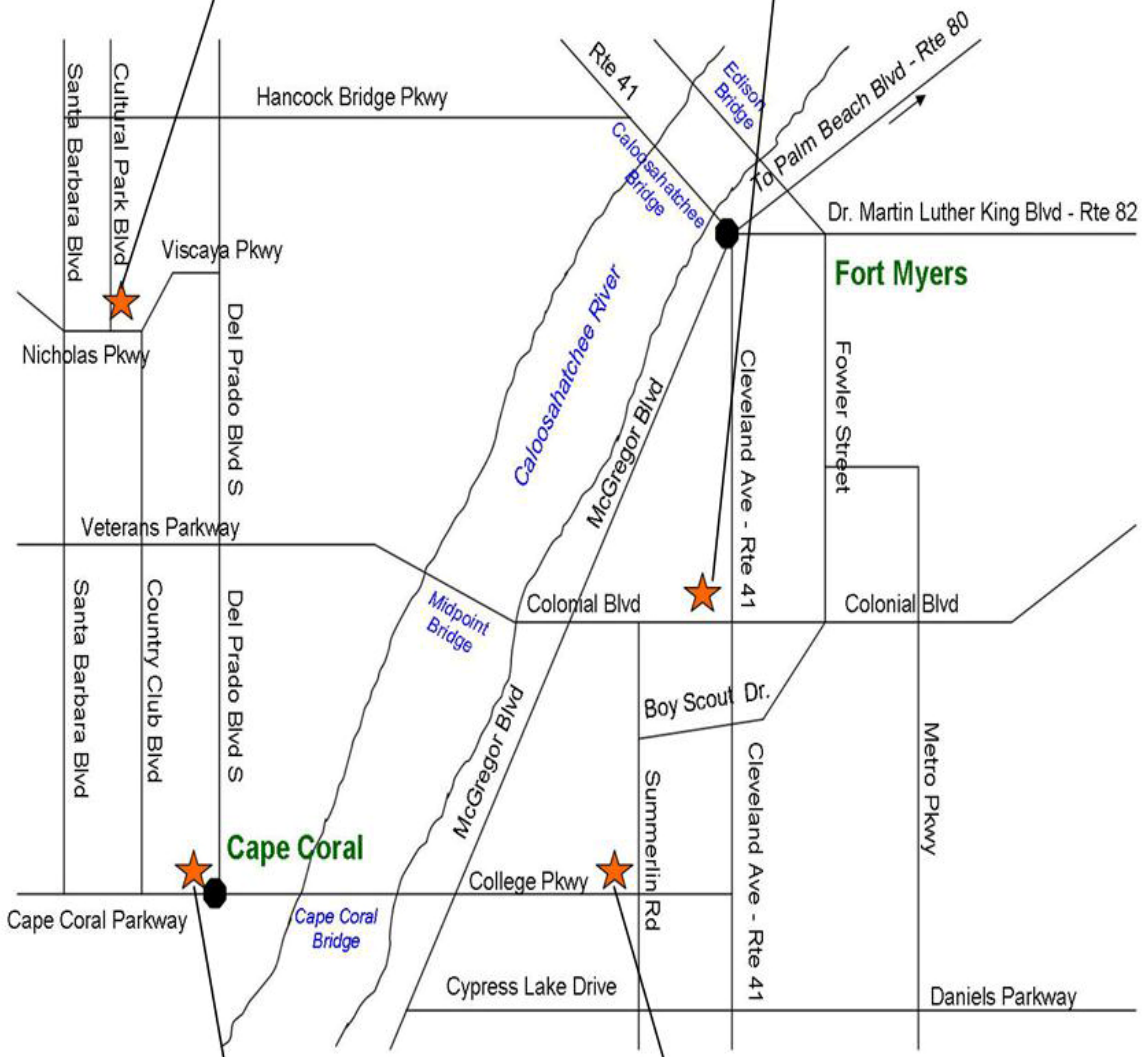 To Palm Beach Blvd - Rte 80
Rte 41
Edison
Bridge
Santa Barbara Blvd
Cultural Park Blvd
Hancock Bridge Pkwy
Caloosahatchee
Bridge
Dr. Martin Luther King Blvd - Rte 82
Viscaya Pkwy
Fort Myers
Nicholas Pkwy
Del Prado Blvd S
Caloosahatchee River
McGregor Blvd
Cleveland Ave - Rte 41
Fowler Street
Veterans Parkway
Santa Barbara Blvd
Country Club Blvd
Del Prado Blvd S
Midpoint
Bridge
Colonial Blvd
Colonial Blvd
Boy Scout Dr.
McGregor Blvd
Summerlin Rd
Cleveland Ave - Rte 41
Metro Pkwy
Cape Coral
College Pkwy
Cape Coral Parkway
Cape Coral
Bridge
Cypress Lake Drive
Daniels Parkway